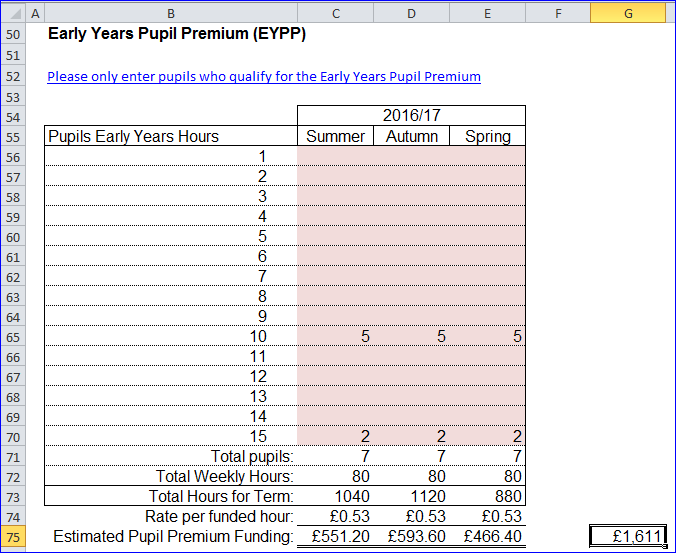 A B C D E F G
50 Early Years Pupil Premium (EYPP)
51
52 Please only enter pupils who qualify for the Early Years Pupil Premium
53
54 2016/17
55 Pupils Early Years Hours Summer Autumn Spring
56 1
57 2
58 3
59 4
60 5
61 6
62 7
63 8
64 9
65 10 5 5 5
66 11
67 12
68 13
69 14
70 15 2 2 2
71 Total pupils: 7 7 7
72 Total Weekly Hours: 80 80 80
73 Total Hours for Term: 1040 1120 880
74 Rate per funded hour: £0.53 £0.53 £0.53
75 Estimated Pupil Premium Funding: £551.20 £593.60 £466.40 £1,611